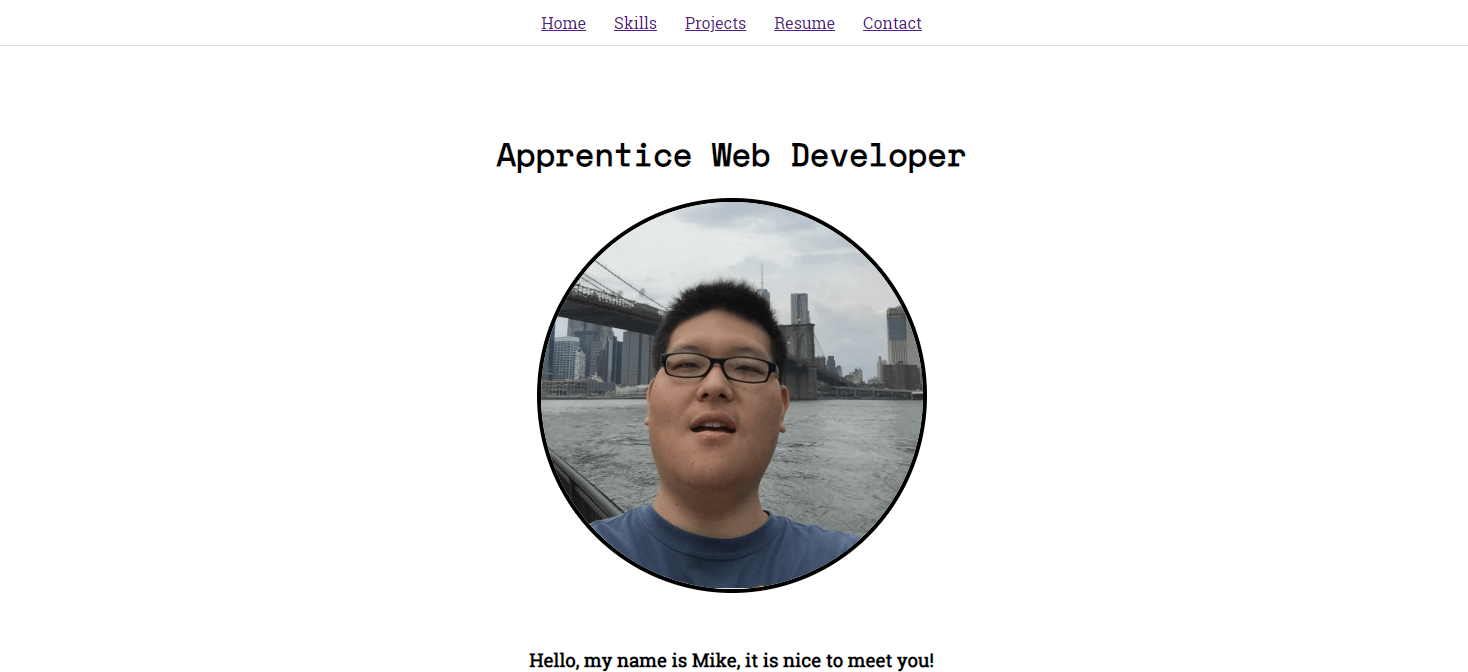 Home Skills Projects Resume Contact
Apprentice Web Developer
Hello, my name is Mike, it is nice to meet you!